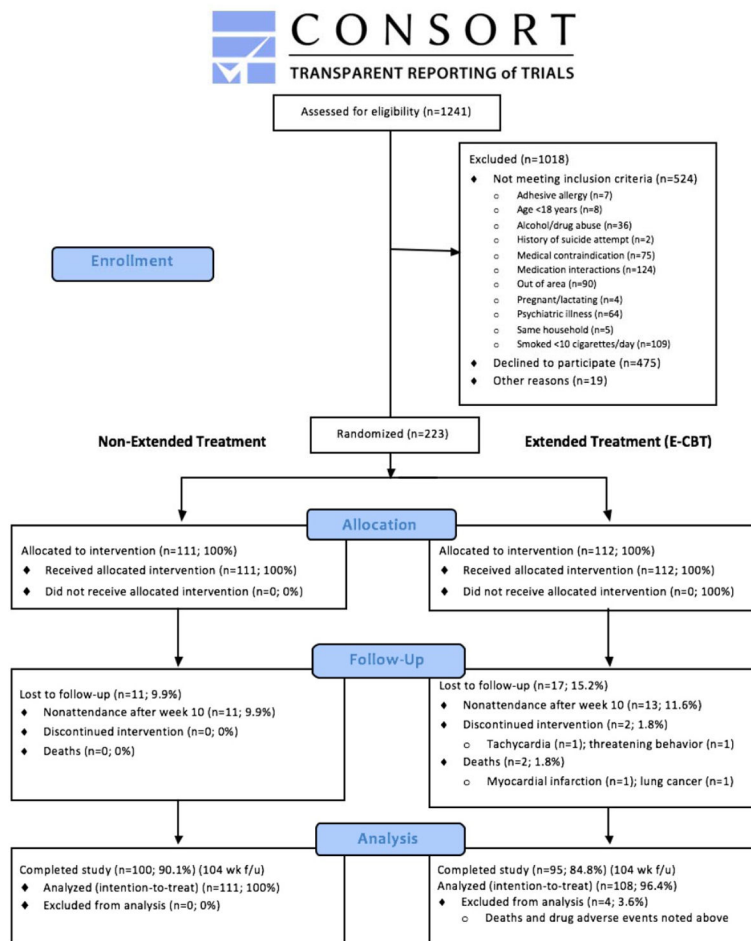 CONSORT
TRANSPARENT REPORTING of TRIALS
Assessed for eligibility (n=1241)
Excluded (n=1018)
♦ Not meeting inclusion criteria (n=524)
o Adhesive allergy (n=7)
o Age <18 years (n=8)
o Alcohol/drug abuse (n=36)
o History of suicide attempt (n=2)
o Medical contraindication (n=75)
o Medication interactions (n=124)
o Out of area (n=90)
o Pregnant/lactating (n=4)
o Psychiatric illness (n=64)
o Same household (n=5)
o Smoked <10 cigarettes/day (n=109)
♦ Declined to participate (n=475)
♦ Other reasons (n=19)
Enrollment
Randomized (n=223)
Non-Extended Treatment
Extended Treatment (E-CBT)
Allocation
Allocated to intervention (n=111; 100%)
♦ Received allocated intervention (n=111; 100%)
♦ Did not receive allocated intervention (n=0; 0%)
Allocated to intervention (n=112; 100%)
♦ Received allocated intervention (n=112; 100%)
♦ Did not receive allocated intervention (n=0; 100%)
Follow-Up
Lost to follow-up (n=11; 9.9%)
♦ Nonattendance after week 10 (n=11; 9.9%)
♦ Discontinued intervention (n=0; 0%)
♦ Deaths (n=0; 0%)
Lost to follow-up (n=17; 15.2%)
♦ Nonattendance after week 10 (n=13; 11.6%)
♦ Discontinued intervention (n=2; 1.8%)
o Tachycardia (n=1); threatening behavior (n=1)
♦ Deaths (n=2; 1.8%)
o Myocardial infarction (n=1); lung cancer (n=1)
Analysis
Completed study (n=100; 90.1%) (104 wk f/u)
♦ Analyzed (intention-to-treat) (n=111; 100%)
♦ Excluded from analysis (n=0; 0%)
Completed study (n=95; 84.8%) (104 wk f/u)
Analyzed (intention-to-treat) (n=108; 96.4%)
♦ Excluded from analysis (n=4; 3.6%)
o Deaths and drug adverse events noted above